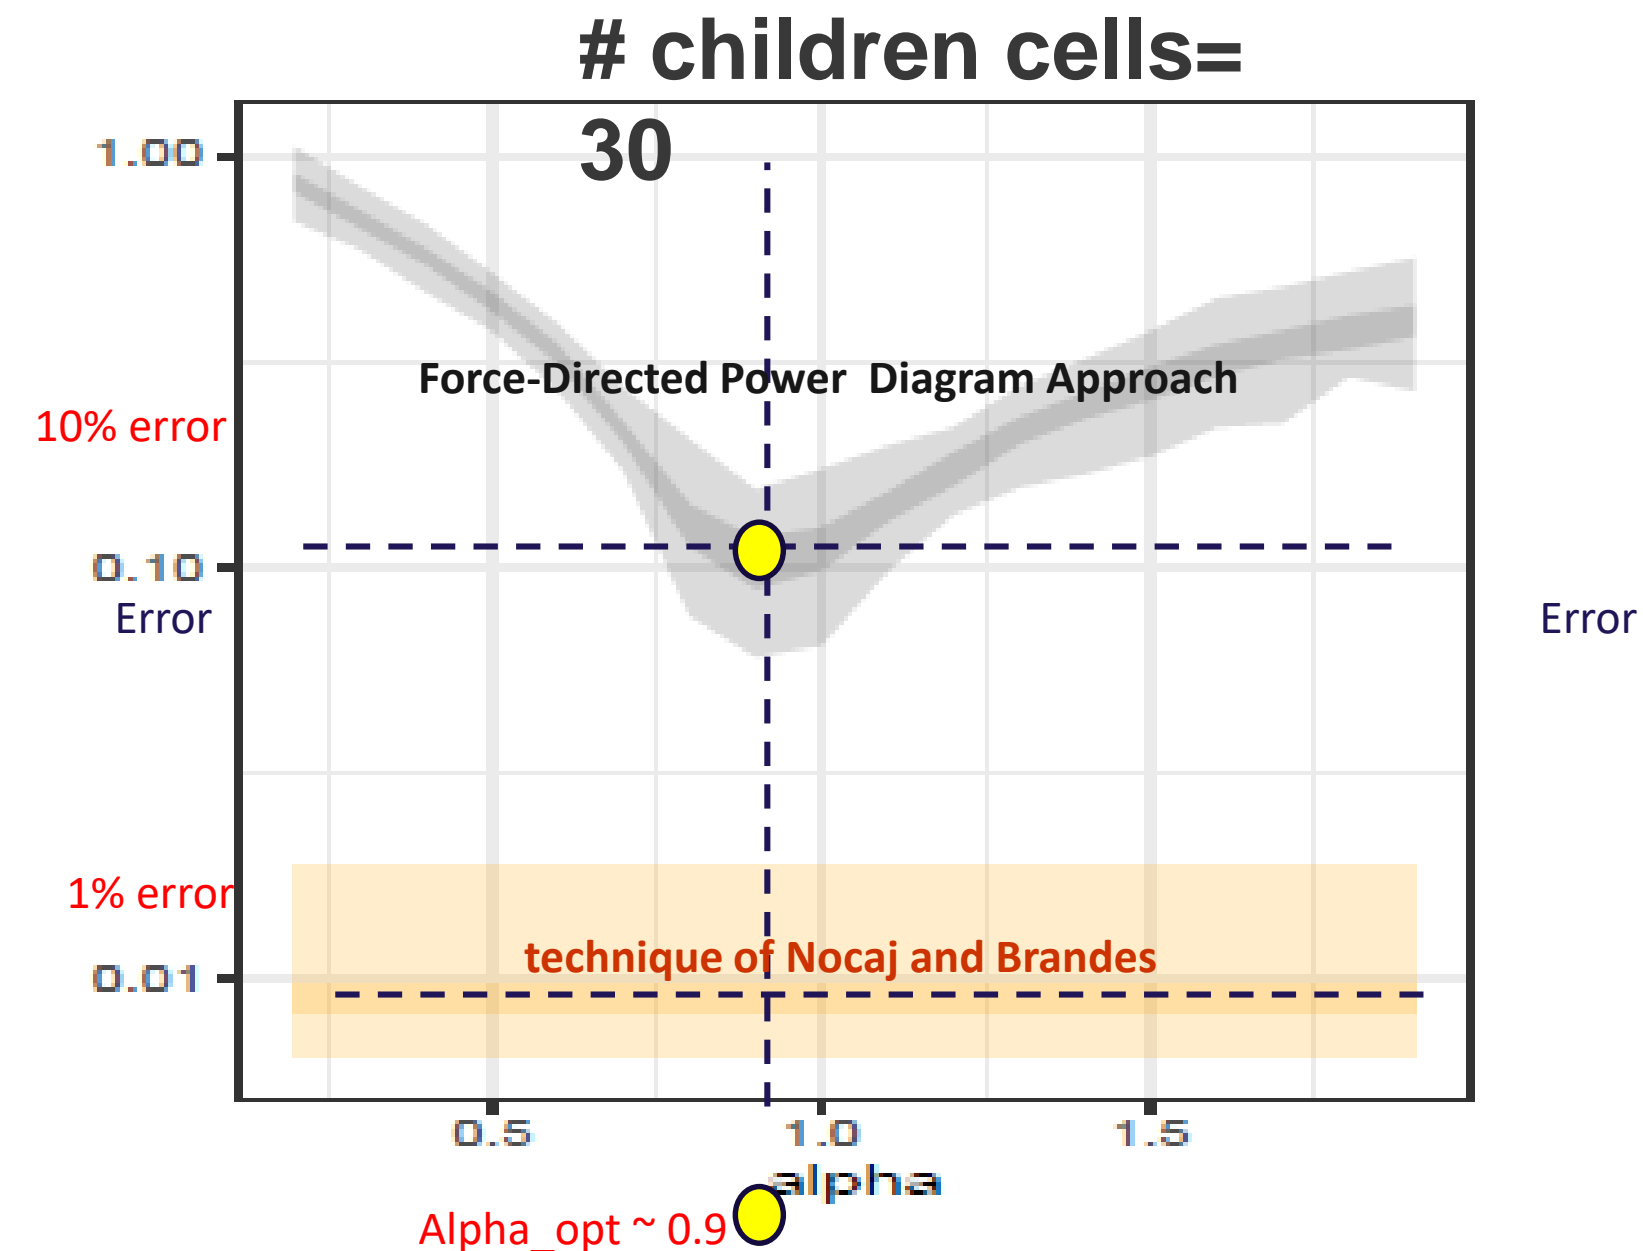 # children cells=
30
1.00
Force-Directed Power Diagram Approach
10% error
0.10
Error
Error
1% error
technique of Nocaj and Brandes
0.01
0.5
1.0
1.5
alpha
Alpha_opt ~ 0.9